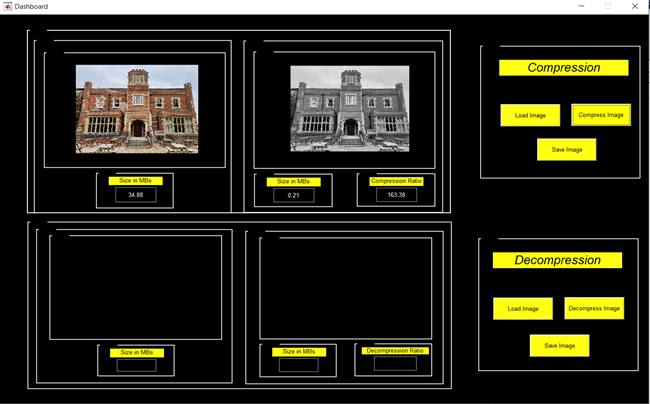 Dashboard
Compression
Load Image
Compress Image
Save Image
Size in MBs
34.88
Size in MBs
0.21
Compression Ratio
163.38
Decompression
Load Image
Decompress Image
Save Image
Size in MBs
Size in MBs
Decompression Ratio